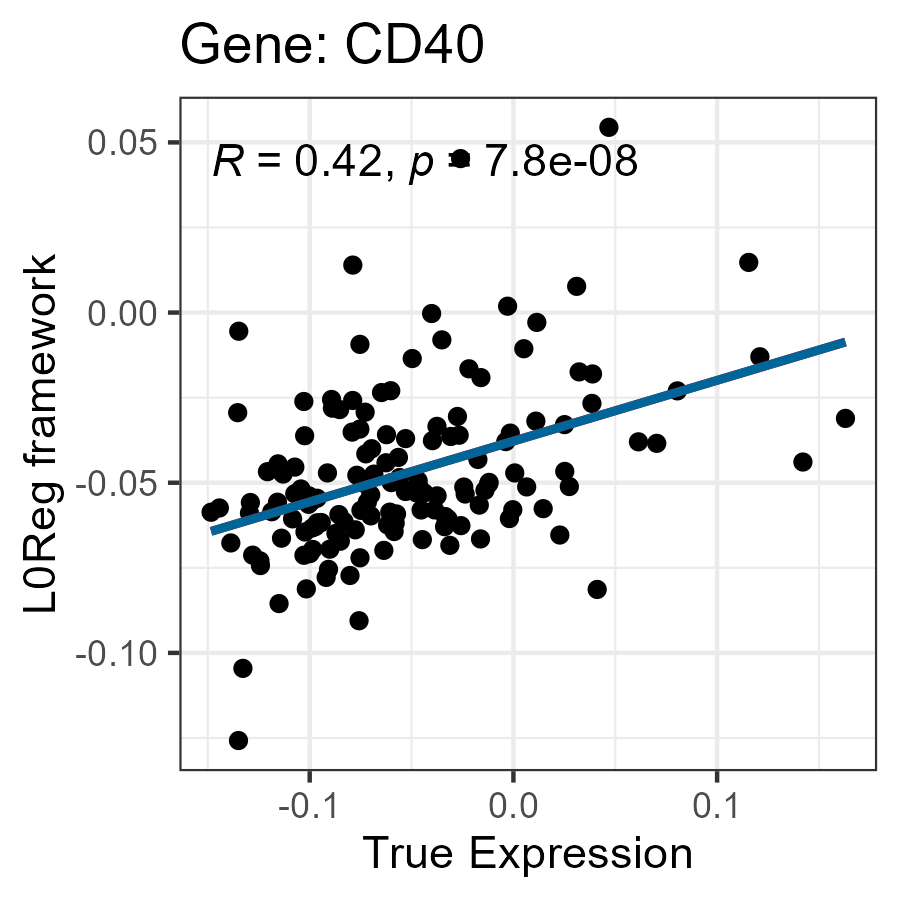 Gene: CD40
R = 0.42, p = 7.8e-08
0.05
0.00
-0.05
-0.10
L0Reg framework
-0.1 0.0 0.1
True Expression